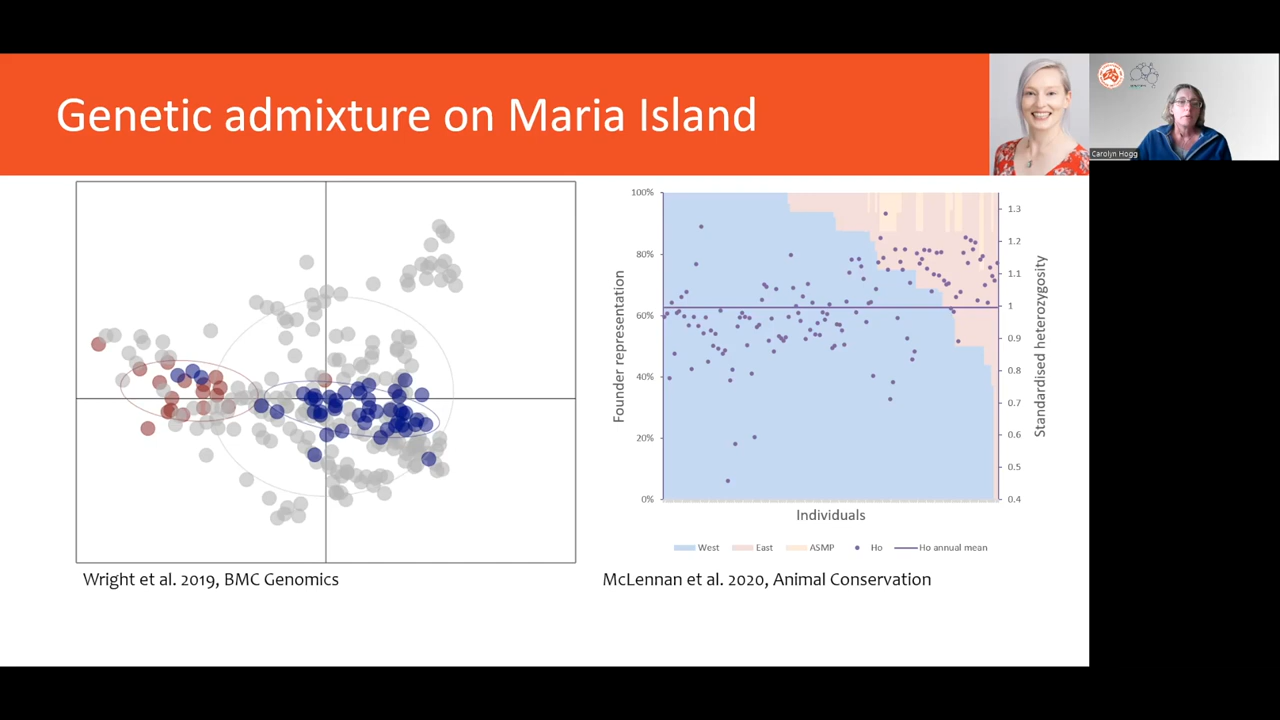 Genetic admixture on Maria Island
Carolyn Hogg
Founder representation
100%
80%
60%
40%
20%
0%
1.3
1.2
1.1
1
0.9
0.8
0.7
0.6
0.5
0.4
Standardised heterozygosity
Individuals
West East ASMP Ho Ho annual mean
Wright et al. 2019, BMC Genomics
McLennan et al. 2020, Animal Conservation